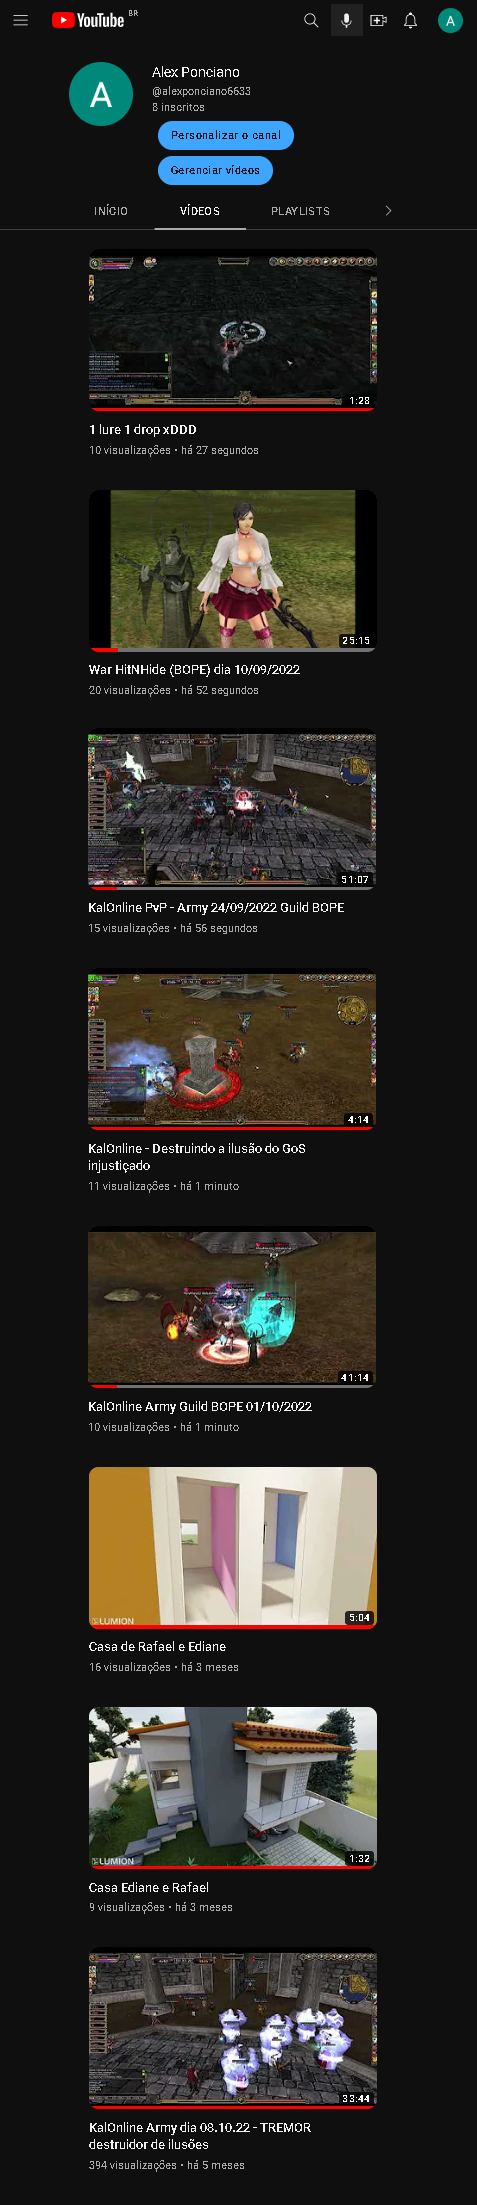 YouTube BR
A
Alex Ponciano
A
@alexponciano6633
8 inscritos
Personalizar o canal
Gerenciar vídeos
INÍCIO VÍDEOS PLAYLISTS
1:28
1 lure 1 drop xDDD
10 visualizações • há 27 segundos
25:15
War HitNHide (BOPE) dia 10/09/2022
20 visualizações • há 52 segundos
51:07
KalOnline PvP - Army 24/09/2022 Guild BOPE
15 visualizações • há 56 segundos
4:14
KalOnline - Destruindo a ilusão do GoS
injustiçado
11 visualizações • há 1 minuto
41:14
KalOnline Army Guild BOPE 01/10/2022
10 visualizações • há 1 minuto
LUMION
5:04
Casa de Rafael e Ediane
16 visualizações • há 3 meses
LUMION
1:32
Casa Ediane e Rafael
9 visualizações • há 3 meses
33:44
KalOnline Army dia 08.10.22 - TREMOR
destruidor de ilusões
394 visualizações • há 5 meses